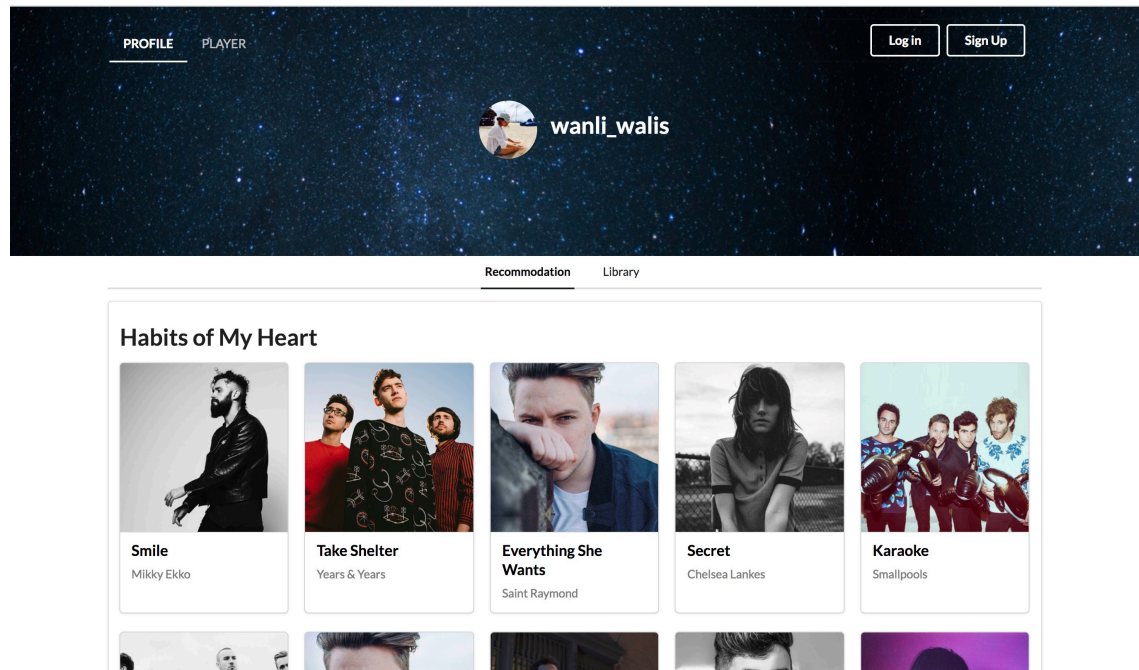 PROFILE PLAYER Log in Sign Up
wanli_walis
Recommodation Library
Habits of My Heart
Smile
Mikky Ekko
Take Shelter
Years & Years
Everything She
Wants
Saint Raymond
Secret
Chelsea Lankes
Karaoke
Smallpools